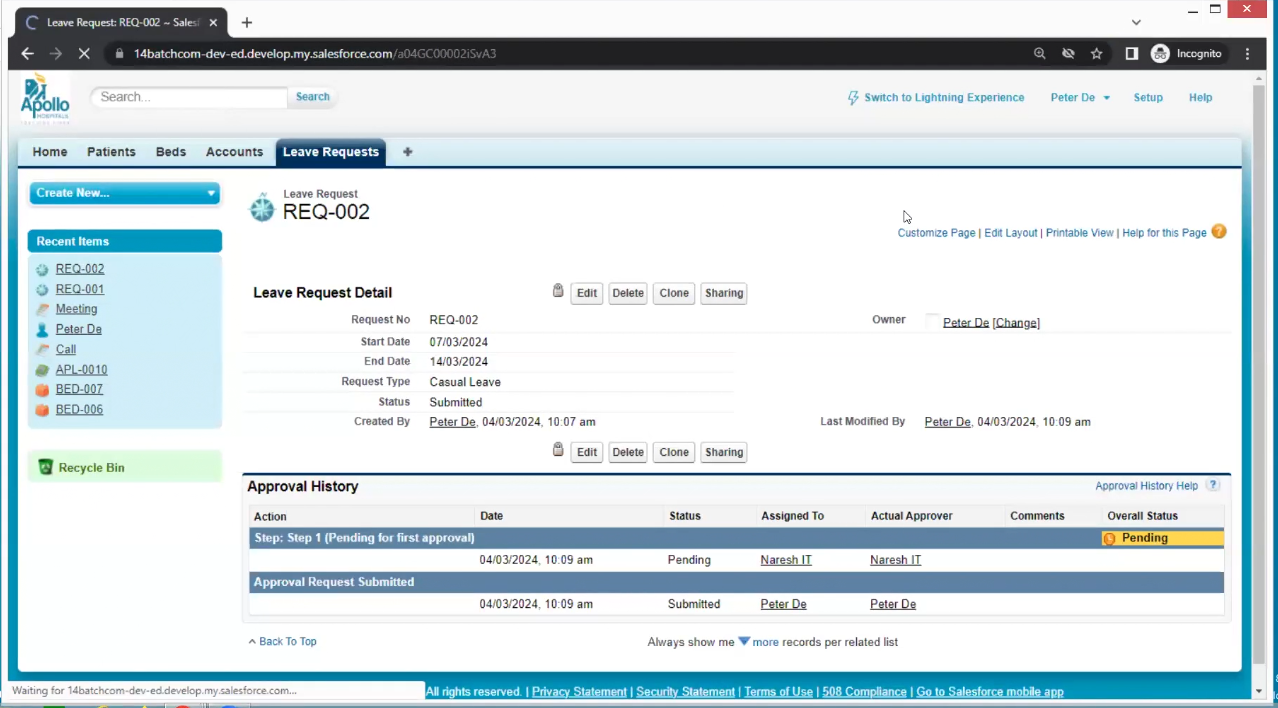 Leave Request: REQ-002 ~ Sales
14batchcom-dev-ed.develop.my.salesforce.com/a04GC00002iSvA3
Incognito
Apollo
HOSPITALS
Search...
Search
Switch to Lightning Experience
Peter De
Setup
Help
Home
Patients
Beds
Accounts
Leave Requests
Create New...
Recent Items
REQ-002
REQ-001
Meeting
Peter De
Call
APL-0010
BED-007
BED-006
Recycle Bin
Leave Request
REQ-002
Customize Page | Edit Layout | Printable View | Help for this Page
Leave Request Detail
Edit Delete Clone Sharing
Request No REQ-002
Owner Peter De [Change]
Start Date 07/03/2024
End Date 14/03/2024
Request Type Casual Leave
Status Submitted
Created By Peter De, 04/03/2024, 10:07 am
Last Modified By Peter De, 04/03/2024, 10:09 am
Edit Delete Clone Sharing
Approval History
Approval History Help ?
Action Date Status Assigned To Actual Approver Comments Overall Status
Step: Step 1 (Pending for first approval) Pending
04/03/2024, 10:09 am Pending Naresh IT Naresh IT
Approval Request Submitted
04/03/2024, 10:09 am Submitted Peter De Peter De
Back To Top
Always show me more records per related list
Waiting for 14batchcom-dev-ed.develop.my.salesforce.com...
All rights reserved. | Privacy Statement | Security Statement | Terms of Use | 508 Compliance | Go to Salesforce mobile app